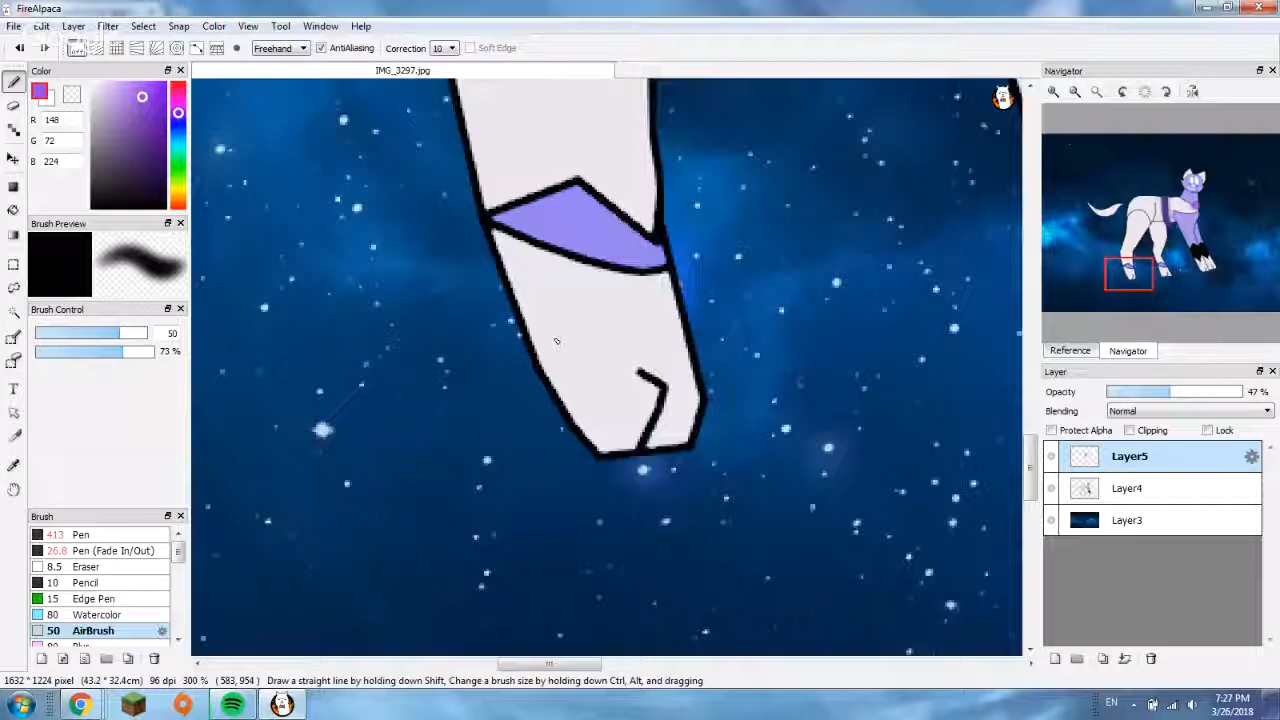 FireAlpaca
File Edit Layer Filter Select Snap Color View Tool Window Help
off Freehand AntiAliasing Correction 10 Soft Edge
Color
R 148
G 72
B 224
Brush Preview
Brush Control
50
73 %
Brush
413 Pen
26.8 Pen (Fade In/Out)
8.5 Eraser
10 Pencil
15 Edge Pen
80 Watercolor
50 AirBrush
IMG_3297.jpg
Navigator
Reference Navigator
Layer
Opacity 47 %
Blending Normal
Protect Alpha Clipping Lock
Layer5
Layer4
Layer3
1632 * 1224 pixel (43.2 * 32.4cm) 96 dpi 300 % ( 583, 954 ) Draw a straight line by holding down Shift, Change a brush size by holding down Ctrl, Alt, and dragging
EN 7:27 PM
3/26/2018